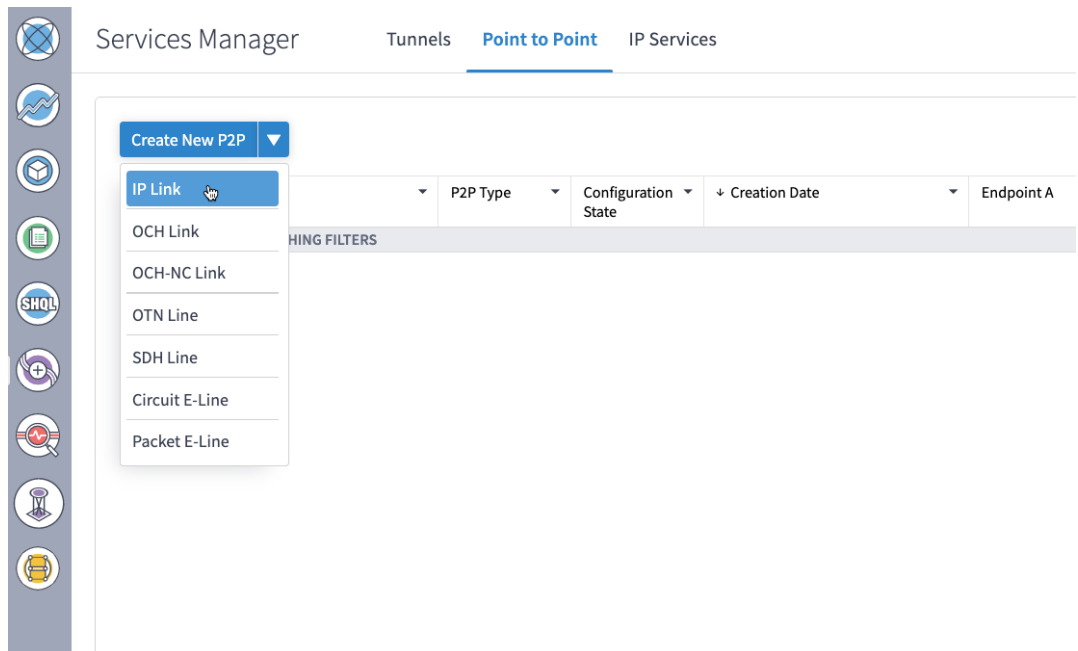 Services Manager
Tunnels
Point to Point
IP Services
Create New P2P
IP Link
OCH Link
OCH-NC Link
OTN Line
SDH Line
Circuit E-Line
Packet E-Line
P2P Type
Configuration
State
↓ Creation Date
Endpoint A
HING FILTERS
SHQL